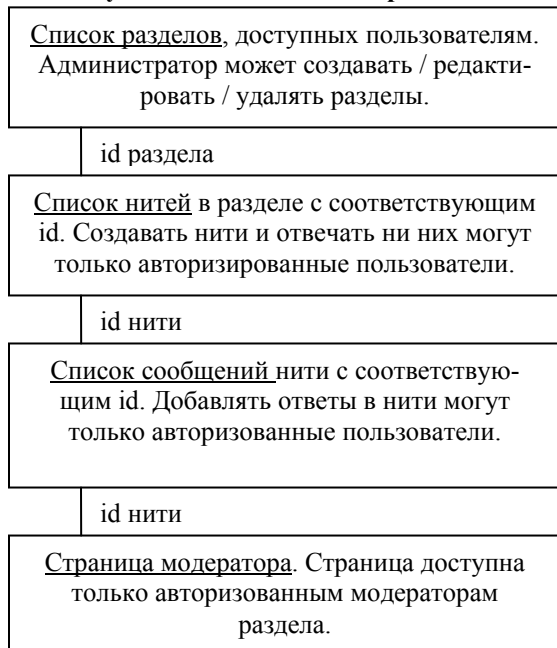 Список разделов, доступных пользователям.
Администратор может создавать / редакти-
ровать / удалять разделы.
id раздела
Список нитей в разделе с соответствующим
id. Создавать нити и отвечать ни них могут
только авторизированные пользователи.
id нити
Список сообщений нити с соответствую-
щим id. Добавлять ответы в нити могут
только авторизованные пользователи.
id нити
Страница модератора. Страница доступна
только авторизованным модераторам
раздела.